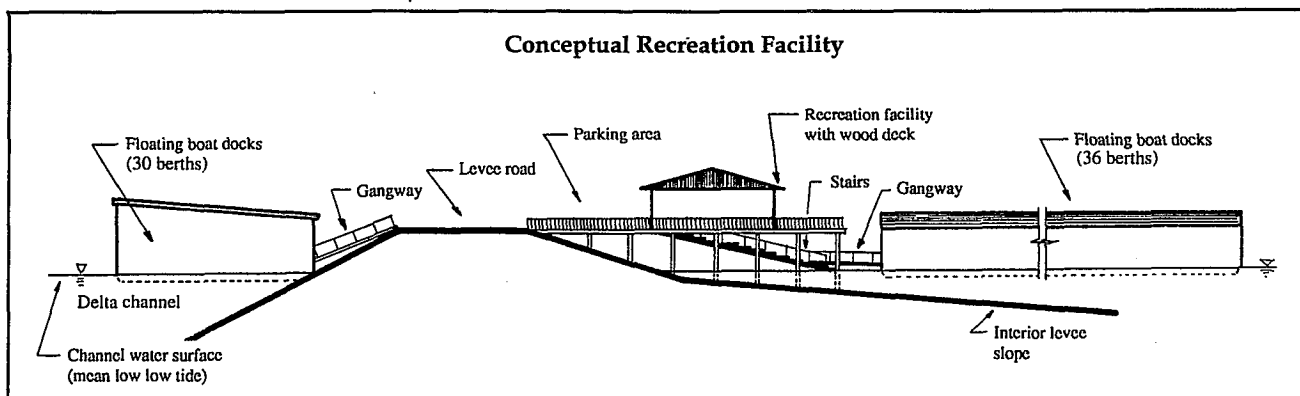 Conceptual Recreation Facility
Floating boat docks
(30 berths)
Gangway
Levee road
Parking area
Recreation facility
with wood deck
Stairs
Gangway
Floating boat docks
(36 berths)
Delta channel
Channel water surface
(mean low low tide)
Interior levee
slope